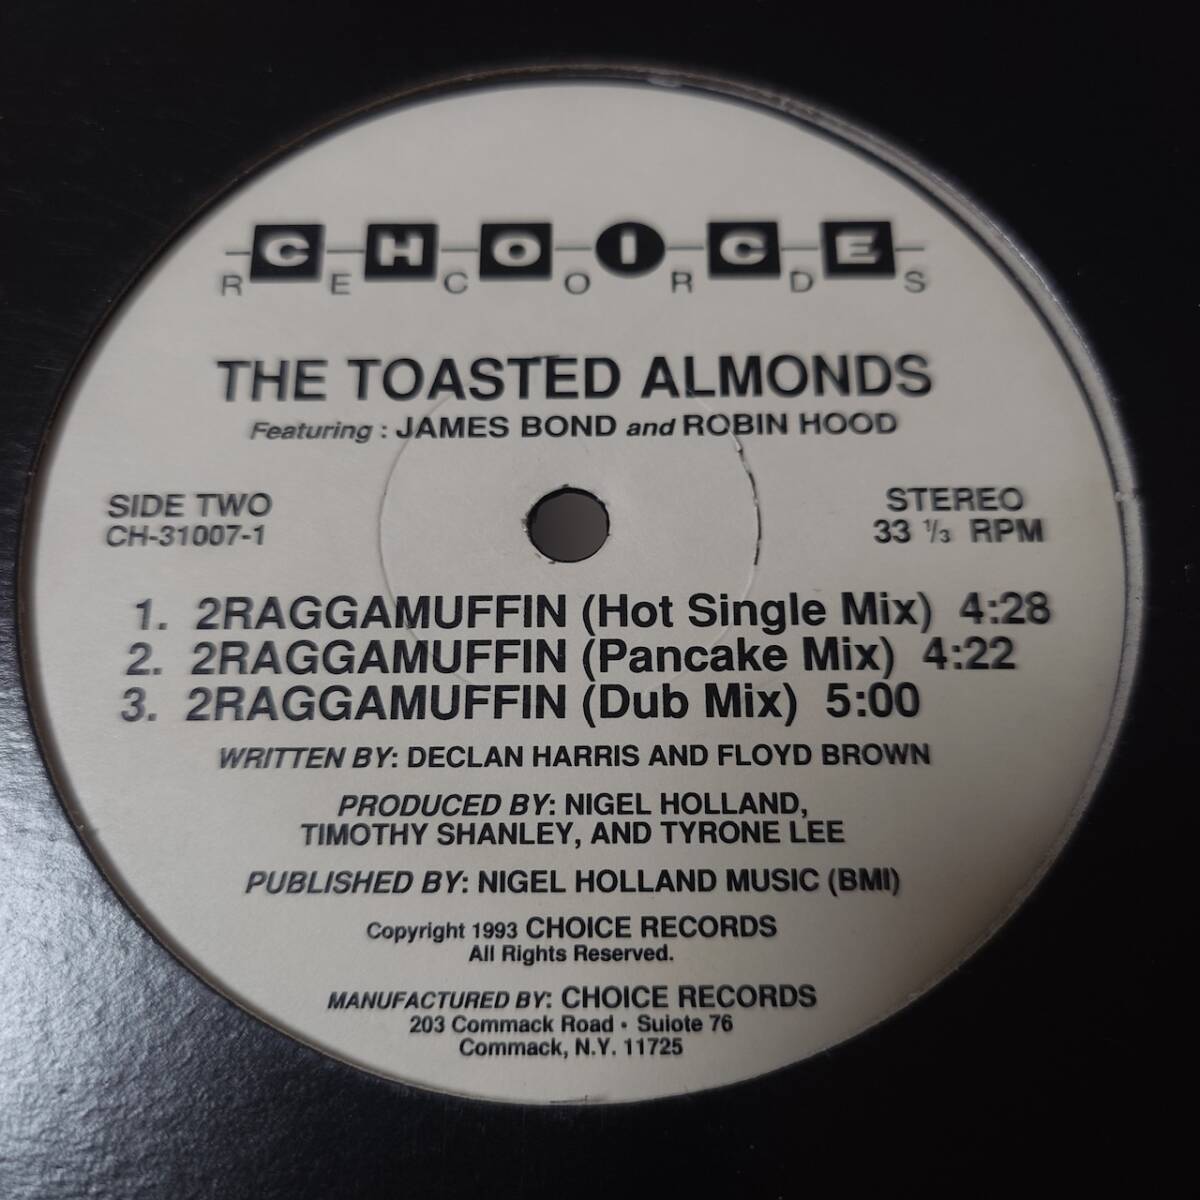 CHOICE
RECORDS
THE TOASTED ALMONDS
Featuring : JAMES BOND and ROBIN HOOD
SIDE TWO
CH-31007-1
STEREO
33 1/3 RPM
1. 2RAGGAMUFFIN (Hot Single Mix) 4:28
2. 2RAGGAMUFFIN (Pancake Mix) 4:22
3. 2RAGGAMUFFIN (Dub Mix) 5:00
WRITTEN BY: DECLAN HARRIS AND FLOYD BROWN
PRODUCED BY: NIGEL HOLLAND,
TIMOTHY SHANLEY, AND TYRONE LEE
PUBLISHED BY: NIGEL HOLLAND MUSIC (BMI)
Copyright 1993 CHOICE RECORDS
All Rights Reserved.
MANUFACTURED BY: CHOICE RECORDS
203 Commack Road • Suiote 76
Commack, N.Y. 11725